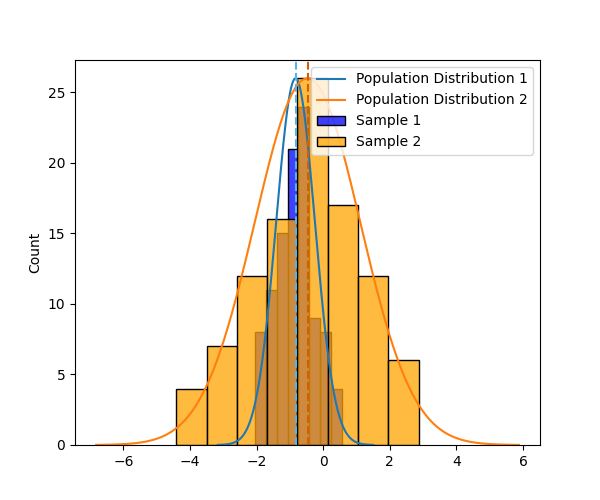 Population Distribution 1
Population Distribution 2
Sample 1
Sample 2
Count
25
20
15
10
5
0
−6 −4 −2 0 2 4 6